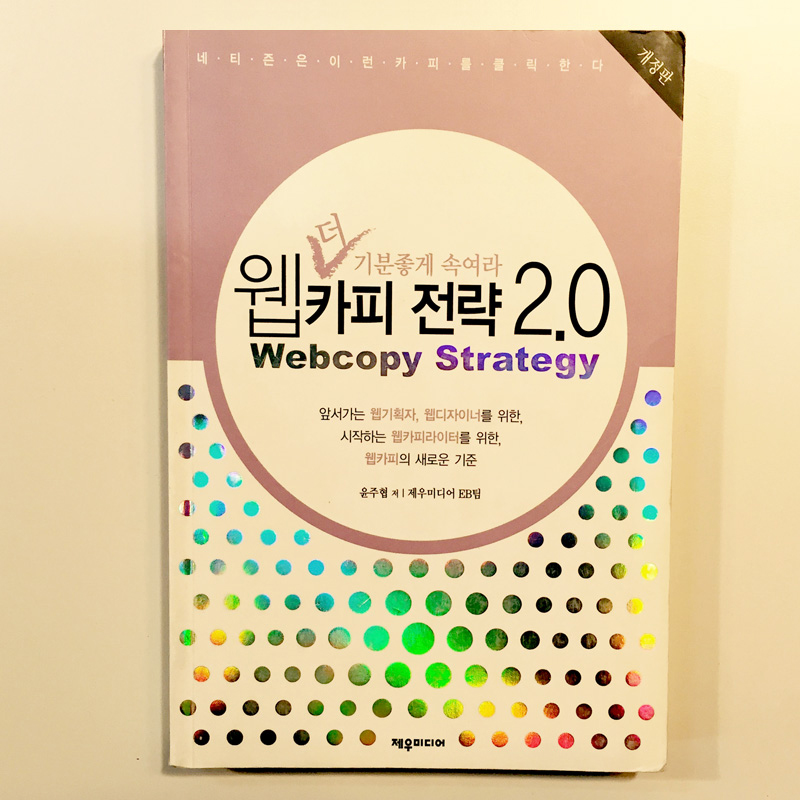 네·티·즌·은·이·런·카·피·를·클·릭·한·다
개정판
더
기분좋게 속여라
웹카피 전략 2.0
Webcopy Strategy
앞서가는 웹기획자, 웹디자이너를 위한,
시작하는 웹카피라이터를 위한,
웹카피의 새로운 기준
윤주협 저 | 제우미디어 EB팀
제우미디어